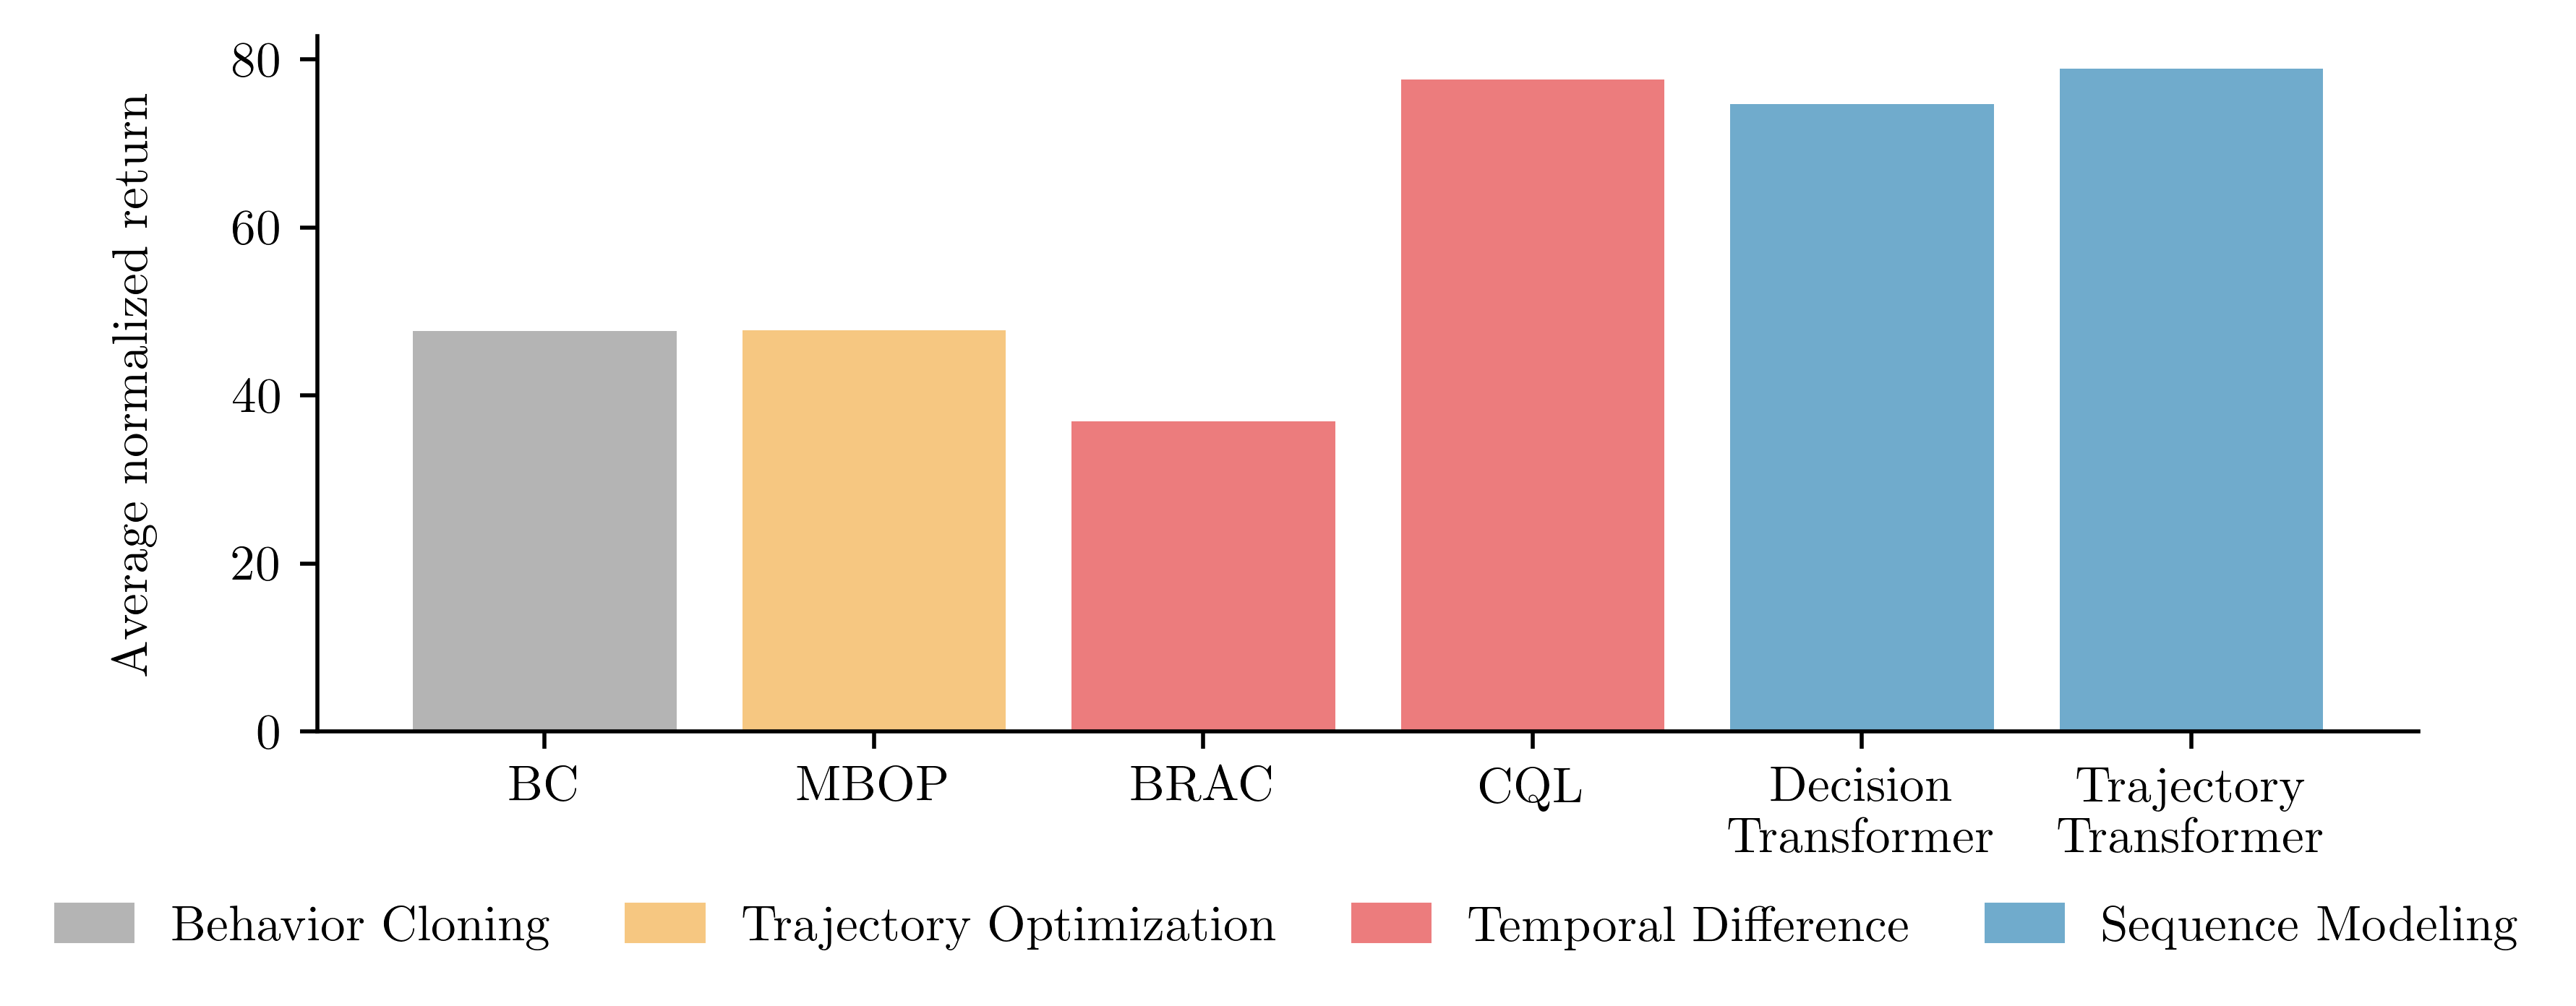 Average normalized return
80
60
40
20
0
BC
MBOP
BRAC
CQL
Decision
Transformer
Trajectory
Transformer
Behavior Cloning
Trajectory Optimization
Temporal Difference
Sequence Modeling